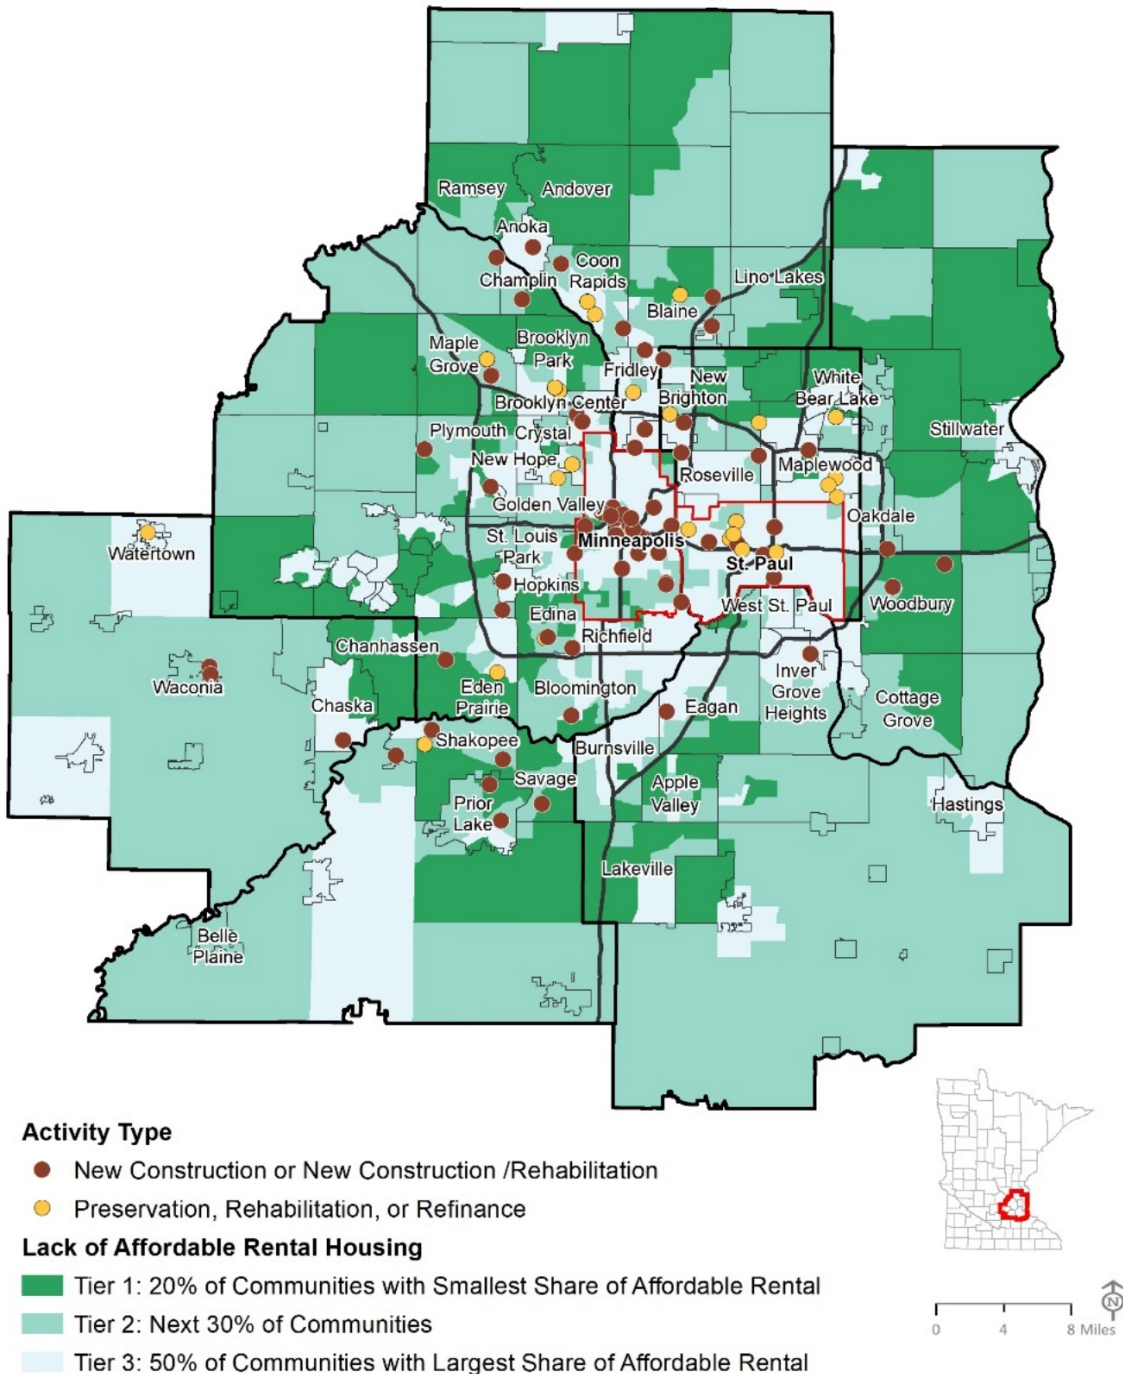 Ramsey
Andover
Anoka
Champlin
Coon
Rapids
Lino Lakes
Blaine
Maple
Grove
Brooklyn
Park
Fridley
New
Brighton
White
Bear Lake
Brooklyn Center
Plymouth
Crystal
New Hope
Stillwater
Maplewood
Roseville
Golden Valley
Oakdale
Watertown
St. Louis
Park
Minneapolis
St. Paul
Hopkins
West St. Paul
Woodbury
Edina
Richfield
Chanhassen
Waconia
Eden
Prairie
Bloomington
Inver
Grove
Heights
Cottage
Grove
Chaska
Eagan
Shakopee
Burnsville
Savage
Apple
Valley
Prior
Lake
Hastings
Lakeville
Belle
Plaine
Activity Type
New Construction or New Construction /Rehabilitation
Preservation, Rehabilitation, or Refinance
Lack of Affordable Rental Housing
Tier 1: 20% of Communities with Smallest Share of Affordable Rental
Tier 2: Next 30% of Communities
Tier 3: 50% of Communities with Largest Share of Affordable Rental
N
0 4 8 Miles